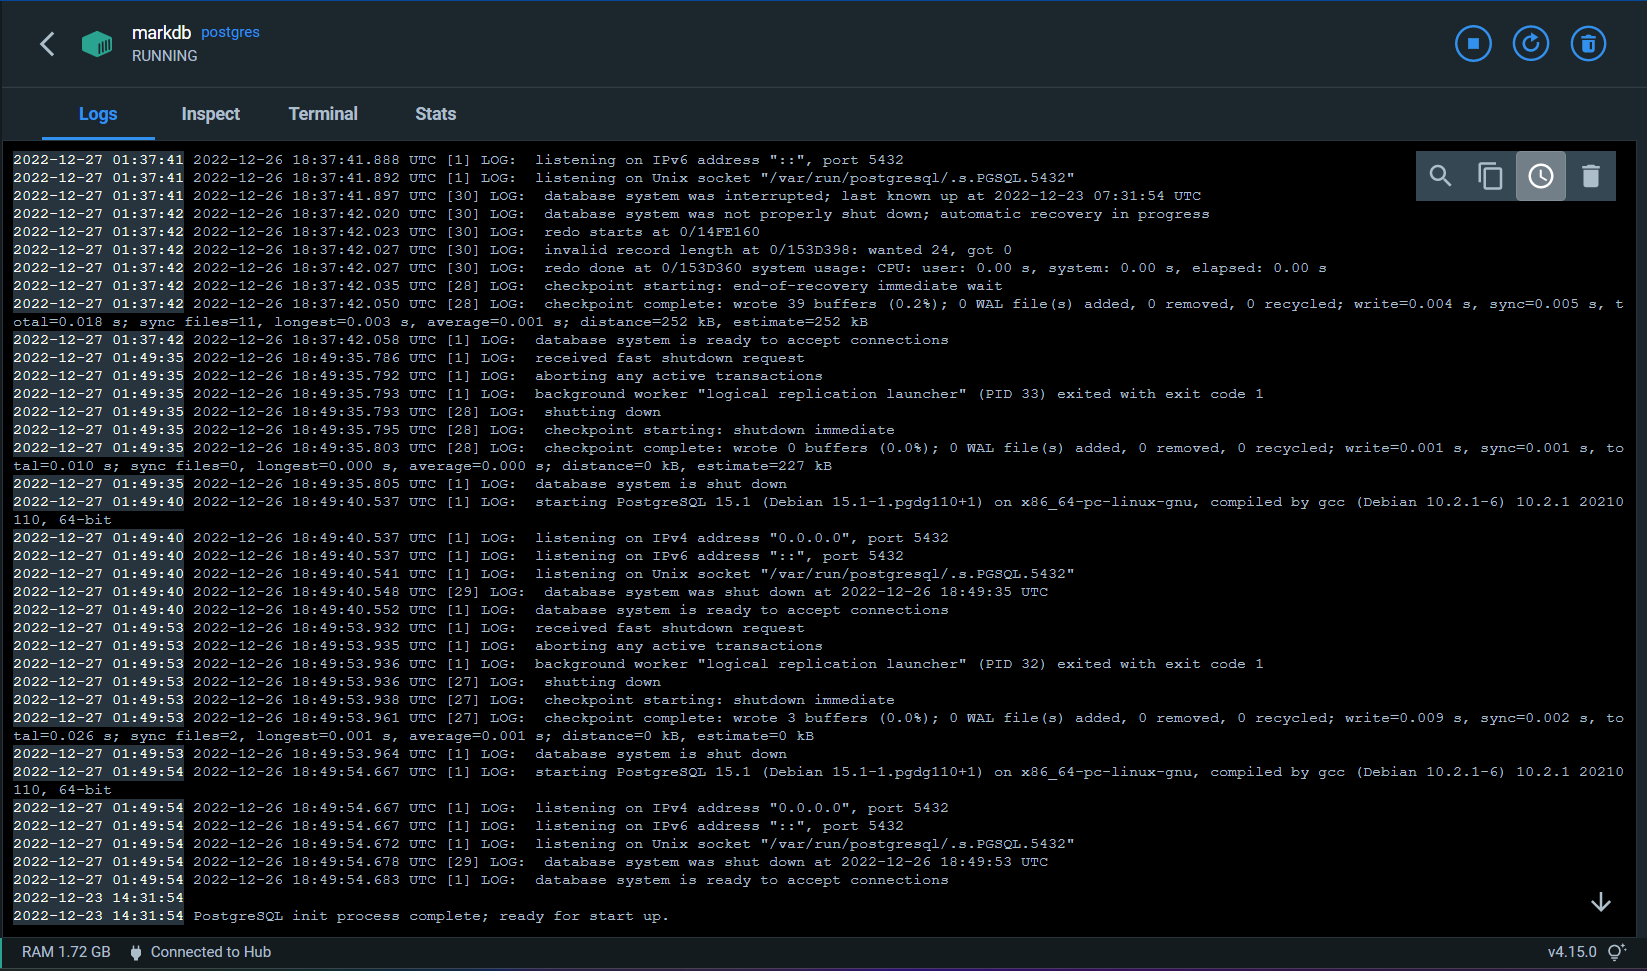 markdb postgres
RUNNING
Logs Inspect Terminal Stats
2022-12-27 01:37:41 2022-12-26 18:37:41.888 UTC [1] LOG:  listening on IPv6 address "::", port 5432
2022-12-27 01:37:41 2022-12-26 18:37:41.892 UTC [1] LOG:  listening on Unix socket "/var/run/postgresql/.s.PGSQL.5432"
2022-12-27 01:37:41 2022-12-26 18:37:41.897 UTC [30] LOG:  database system was interrupted; last known up at 2022-12-23 07:31:54 UTC
2022-12-27 01:37:42 2022-12-26 18:37:42.020 UTC [30] LOG:  database system was not properly shut down; automatic recovery in progress
2022-12-27 01:37:42 2022-12-26 18:37:42.023 UTC [30] LOG:  redo starts at 0/14FE160
2022-12-27 01:37:42 2022-12-26 18:37:42.027 UTC [30] LOG:  invalid record length at 0/153D398: wanted 24, got 0
2022-12-27 01:37:42 2022-12-26 18:37:42.027 UTC [30] LOG:  redo done at 0/153D360 system usage: CPU: user: 0.00 s, system: 0.00 s, elapsed: 0.00 s
2022-12-27 01:37:42 2022-12-26 18:37:42.035 UTC [28] LOG:  checkpoint starting: end-of-recovery immediate wait
2022-12-27 01:37:42 2022-12-26 18:37:42.050 UTC [28] LOG:  checkpoint complete: wrote 39 buffers (0.2%); 0 WAL file(s) added, 0 removed, 0 recycled; write=0.004 s, sync=0.005 s, t
otal=0.018 s; sync files=11, longest=0.003 s, average=0.001 s; distance=252 kB, estimate=252 kB
2022-12-27 01:37:42 2022-12-26 18:37:42.058 UTC [1] LOG:  database system is ready to accept connections
2022-12-27 01:49:35 2022-12-26 18:49:35.786 UTC [1] LOG:  received fast shutdown request
2022-12-27 01:49:35 2022-12-26 18:49:35.792 UTC [1] LOG:  aborting any active transactions
2022-12-27 01:49:35 2022-12-26 18:49:35.793 UTC [1] LOG:  background worker "logical replication launcher" (PID 33) exited with exit code 1
2022-12-27 01:49:35 2022-12-26 18:49:35.793 UTC [28] LOG:  shutting down
2022-12-27 01:49:35 2022-12-26 18:49:35.795 UTC [28] LOG:  checkpoint starting: shutdown immediate
2022-12-27 01:49:35 2022-12-26 18:49:35.803 UTC [28] LOG:  checkpoint complete: wrote 0 buffers (0.0%); 0 WAL file(s) added, 0 removed, 0 recycled; write=0.001 s, sync=0.001 s, to
tal=0.010 s; sync files=0, longest=0.000 s, average=0.000 s; distance=0 kB, estimate=227 kB
2022-12-27 01:49:35 2022-12-26 18:49:35.805 UTC [1] LOG:  database system is shut down
2022-12-27 01:49:40 2022-12-26 18:49:40.537 UTC [1] LOG:  starting PostgreSQL 15.1 (Debian 15.1-1.pgdg110+1) on x86_64-pc-linux-gnu, compiled by gcc (Debian 10.2.1-6) 10.2.1 20210
110, 64-bit
2022-12-27 01:49:40 2022-12-26 18:49:40.537 UTC [1] LOG:  listening on IPv4 address "0.0.0.0", port 5432
2022-12-27 01:49:40 2022-12-26 18:49:40.537 UTC [1] LOG:  listening on IPv6 address "::", port 5432
2022-12-27 01:49:40 2022-12-26 18:49:40.541 UTC [1] LOG:  listening on Unix socket "/var/run/postgresql/.s.PGSQL.5432"
2022-12-27 01:49:40 2022-12-26 18:49:40.548 UTC [29] LOG:  database system was shut down at 2022-12-26 18:49:35 UTC
2022-12-27 01:49:40 2022-12-26 18:49:40.552 UTC [1] LOG:  database system is ready to accept connections
2022-12-27 01:49:53 2022-12-26 18:49:53.932 UTC [1] LOG:  received fast shutdown request
2022-12-27 01:49:53 2022-12-26 18:49:53.935 UTC [1] LOG:  aborting any active transactions
2022-12-27 01:49:53 2022-12-26 18:49:53.936 UTC [1] LOG:  background worker "logical replication launcher" (PID 32) exited with exit code 1
2022-12-27 01:49:53 2022-12-26 18:49:53.936 UTC [27] LOG:  shutting down
2022-12-27 01:49:53 2022-12-26 18:49:53.938 UTC [27] LOG:  checkpoint starting: shutdown immediate
2022-12-27 01:49:53 2022-12-26 18:49:53.961 UTC [27] LOG:  checkpoint complete: wrote 3 buffers (0.0%); 0 WAL file(s) added, 0 removed, 0 recycled; write=0.009 s, sync=0.002 s, to
tal=0.026 s; sync files=2, longest=0.001 s, average=0.001 s; distance=0 kB, estimate=0 kB
2022-12-27 01:49:53 2022-12-26 18:49:53.964 UTC [1] LOG:  database system is shut down
2022-12-27 01:49:54 2022-12-26 18:49:54.667 UTC [1] LOG:  starting PostgreSQL 15.1 (Debian 15.1-1.pgdg110+1) on x86_64-pc-linux-gnu, compiled by gcc (Debian 10.2.1-6) 10.2.1 20210
110, 64-bit
2022-12-27 01:49:54 2022-12-26 18:49:54.667 UTC [1] LOG:  listening on IPv4 address "0.0.0.0", port 5432
2022-12-27 01:49:54 2022-12-26 18:49:54.667 UTC [1] LOG:  listening on IPv6 address "::", port 5432
2022-12-27 01:49:54 2022-12-26 18:49:54.672 UTC [1] LOG:  listening on Unix socket "/var/run/postgresql/.s.PGSQL.5432"
2022-12-27 01:49:54 2022-12-26 18:49:54.678 UTC [29] LOG:  database system was shut down at 2022-12-26 18:49:53 UTC
2022-12-27 01:49:54 2022-12-26 18:49:54.683 UTC [1] LOG:  database system is ready to accept connections
2022-12-23 14:31:54
2022-12-23 14:31:54 PostgreSQL init process complete; ready for start up.
RAM 1.72 GB Connected to Hub v4.15.0